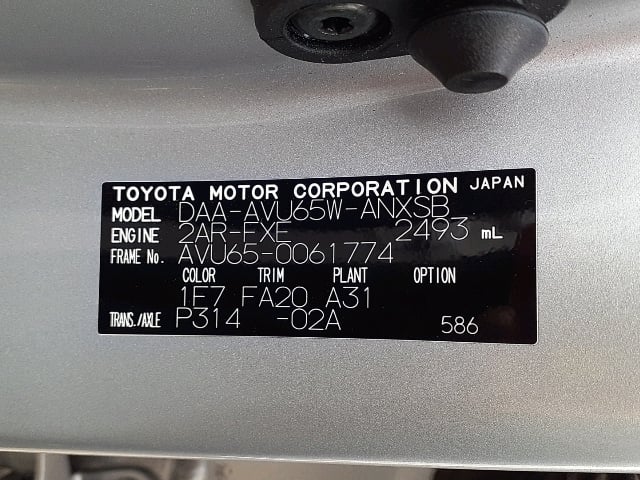 TOYOTA MOTOR CORPORATION JAPAN
MODEL DAA-AVU65W-ANXSB
ENGINE 2AR-FXE 2493 mL
FRAME No. AVU65-0061774
COLOR TRIM PLANT OPTION
1F7 FA20 A31
TRANS./AXLE P314 -02A 586